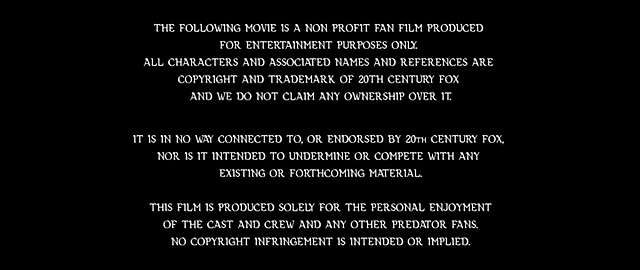 THE FOLLOWING MOVIE IS A NON PROFIT FAN FILM PRODUCED
FOR ENTERTAINMENT PURPOSES ONLY.
ALL CHARACTERS AND ASSOCIATED NAMES AND REFERENCES ARE
COPYRIGHT AND TRADEMARK OF 20TH CENTURY FOX
AND WE DO NOT CLAIM ANY OWNERSHIP OVER IT.
IT IS IN NO WAY CONNECTED TO, OR ENDORSED BY 20TH CENTURY FOX,
NOR IS IT INTENDED TO UNDERMINE OR COMPETE WITH ANY
EXISTING OR FORTHCOMING MATERIAL.
THIS FILM IS PRODUCED SOLELY FOR THE PERSONAL ENJOYMENT
OF THE CAST AND CREW AND ANY OTHER PREDATOR FANS.
NO COPYRIGHT INFRINGEMENT IS INTENDED OR IMPLIED.